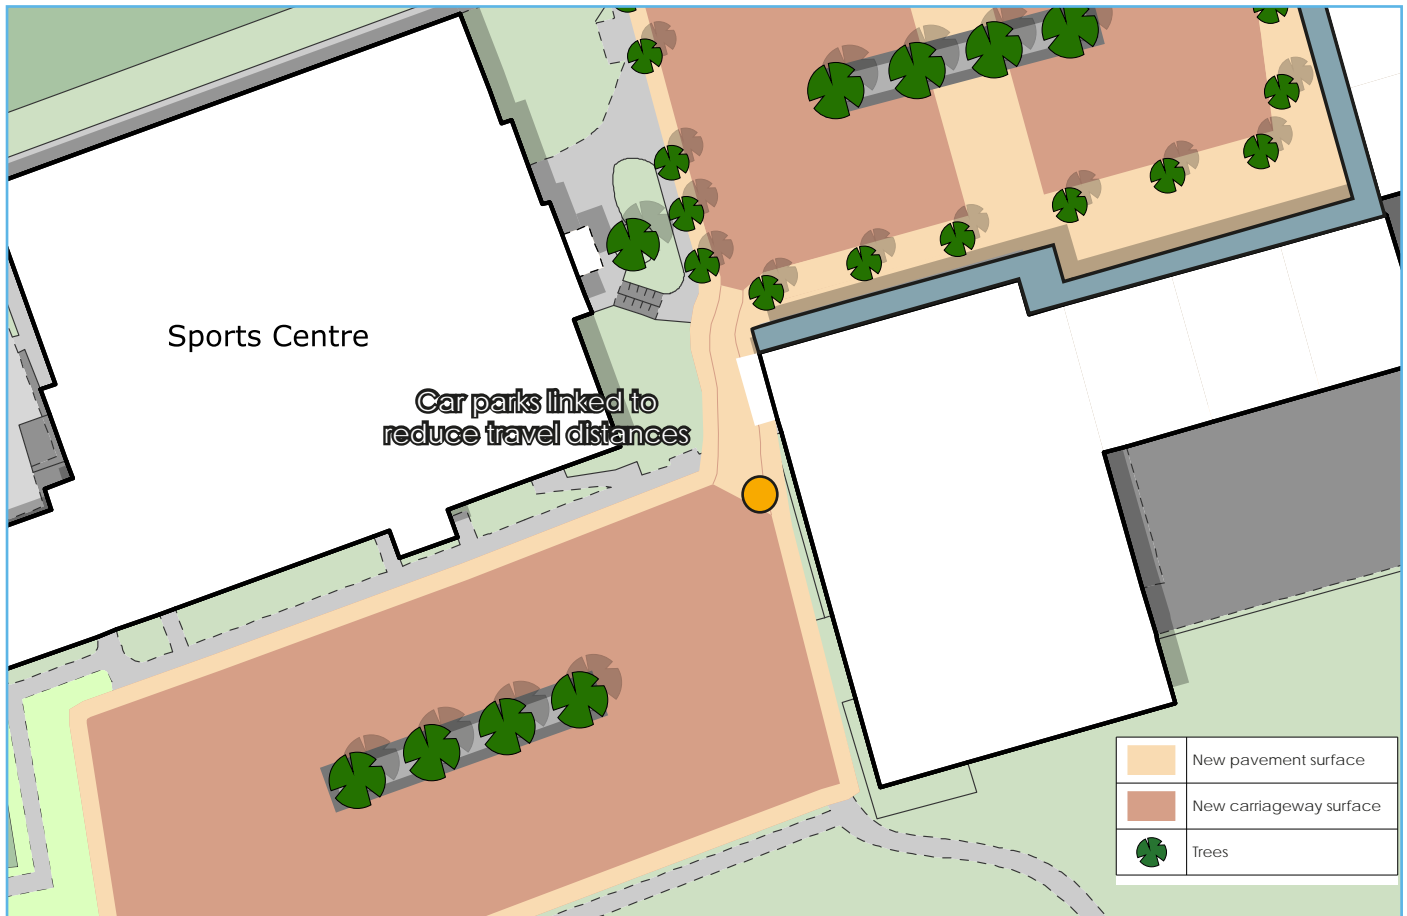 Sports Centre
Car parks linked to
reduce travel distances
New pavement surface
New carriageway surface
Trees